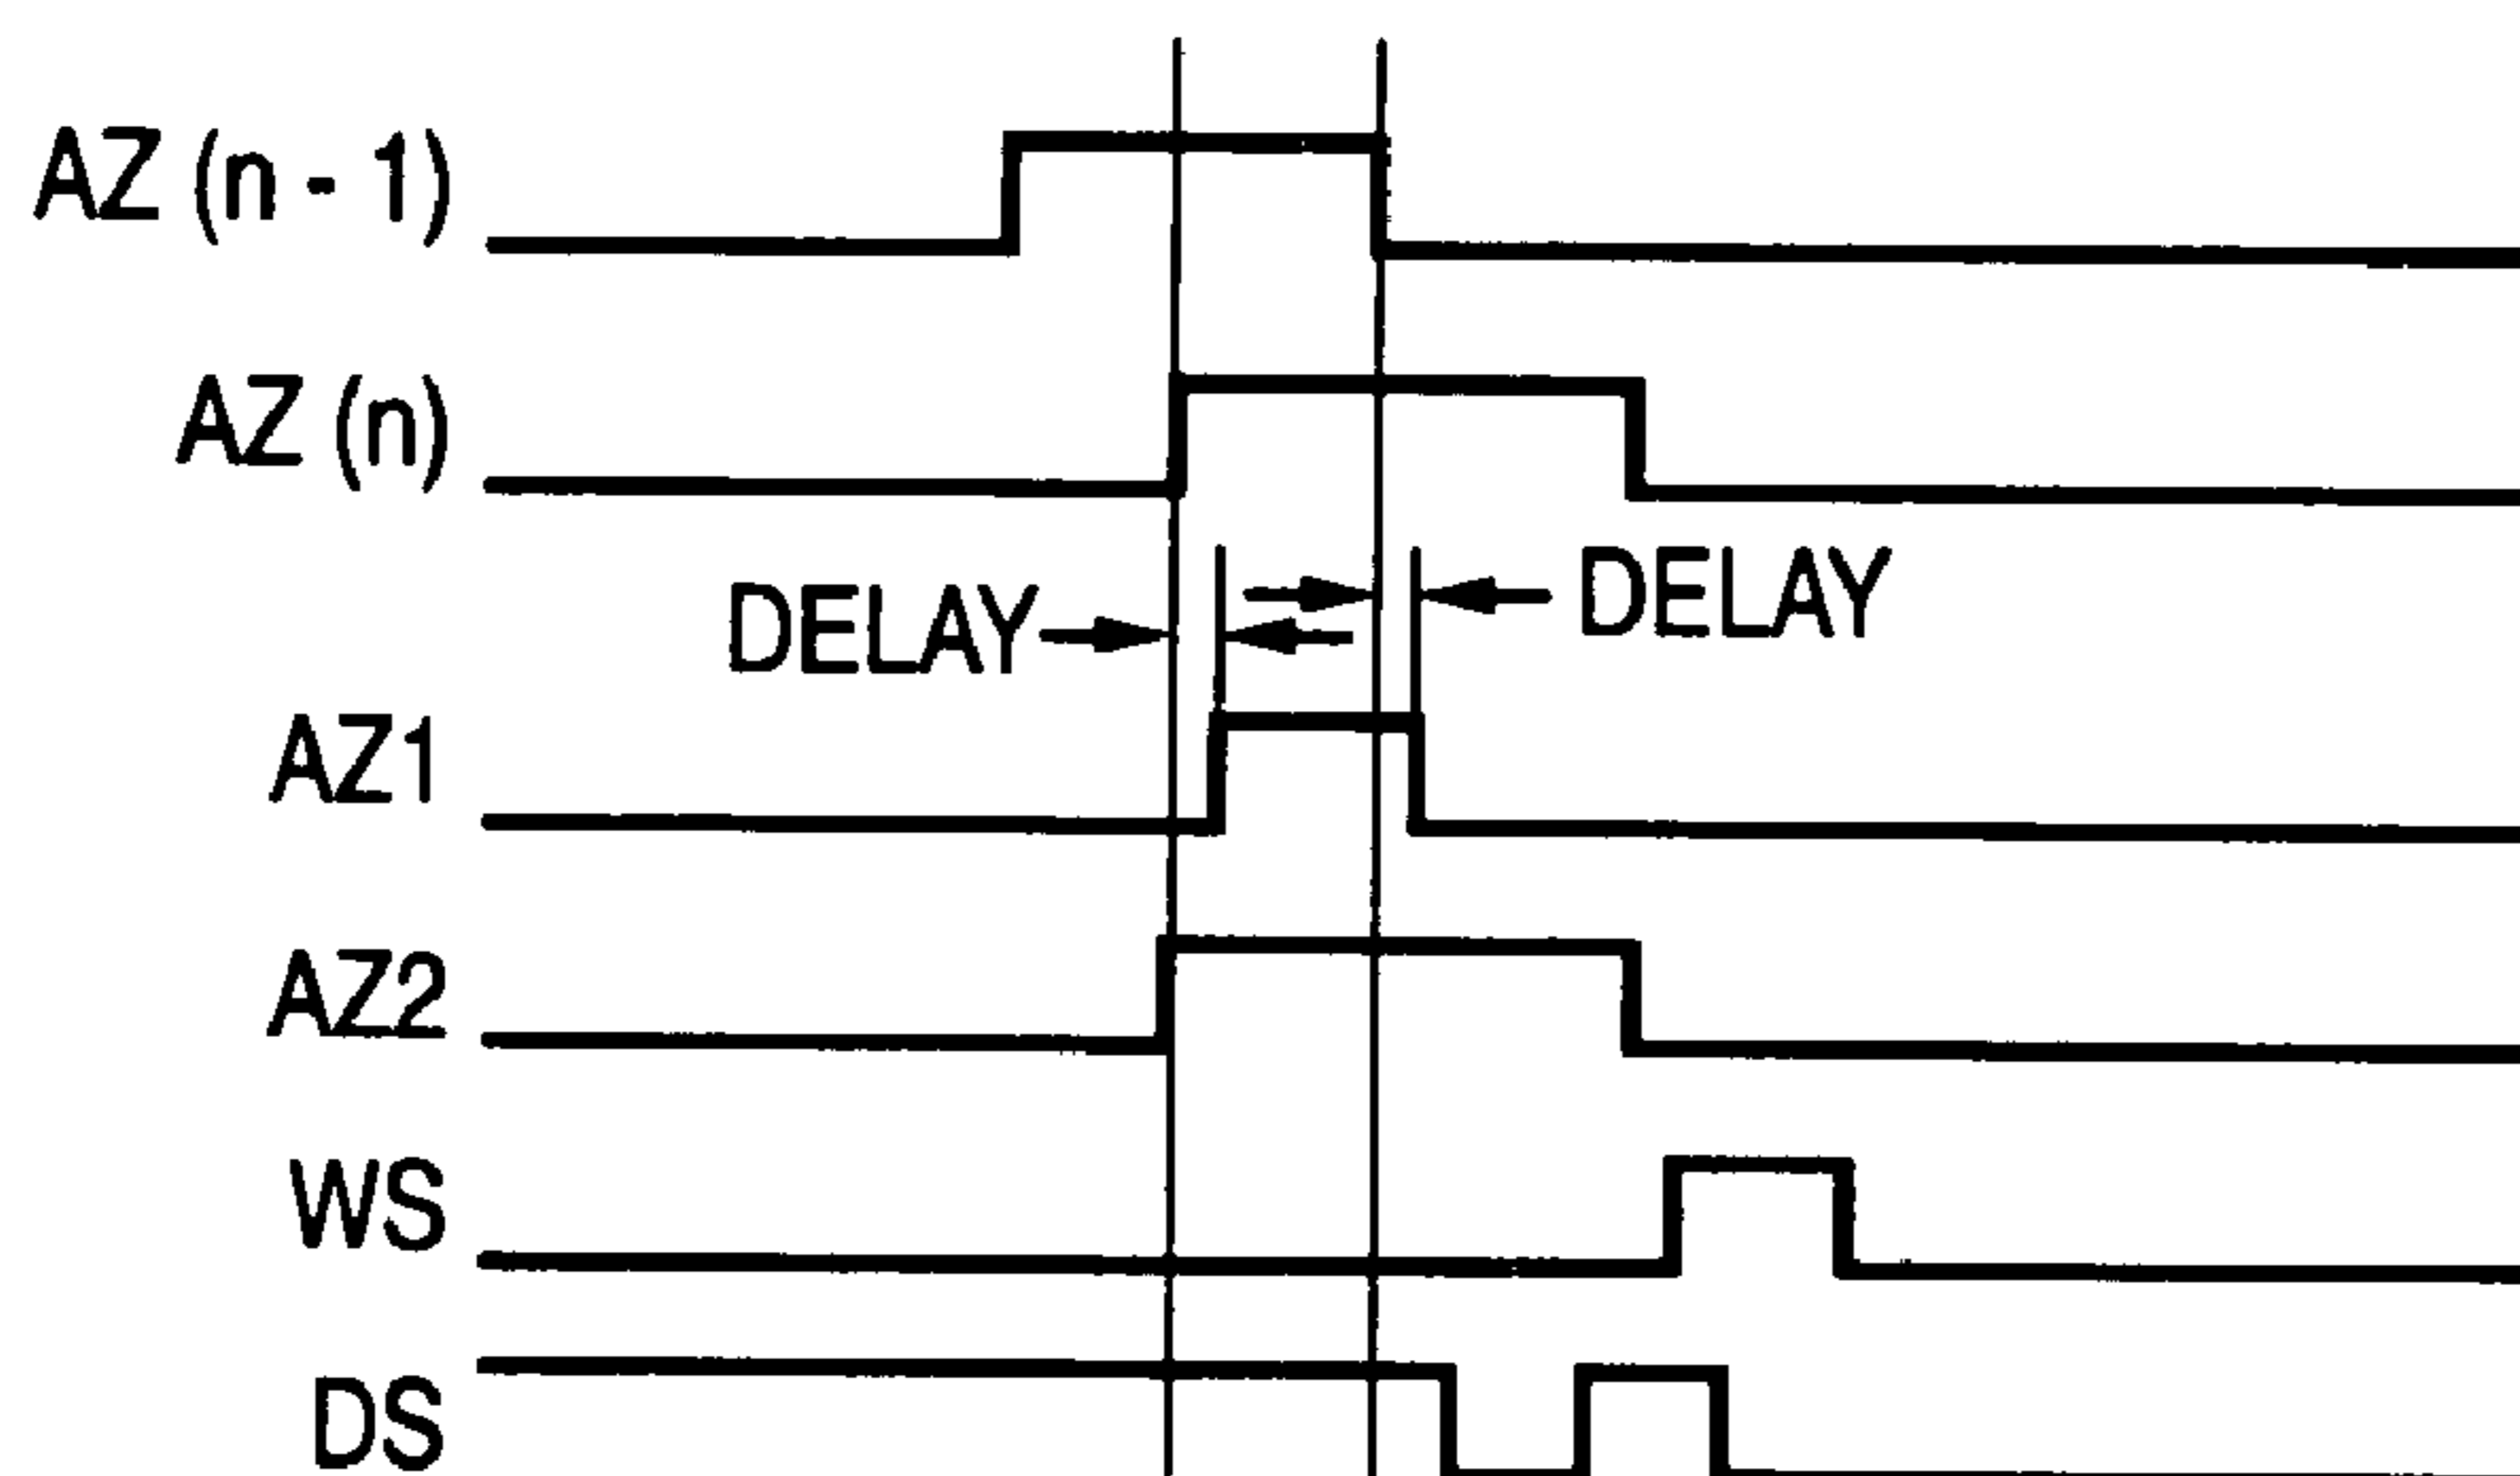 AZ (n - 1)
AZ (n)
DELAY
DELAY
AZ1
AZ2
WS
DS